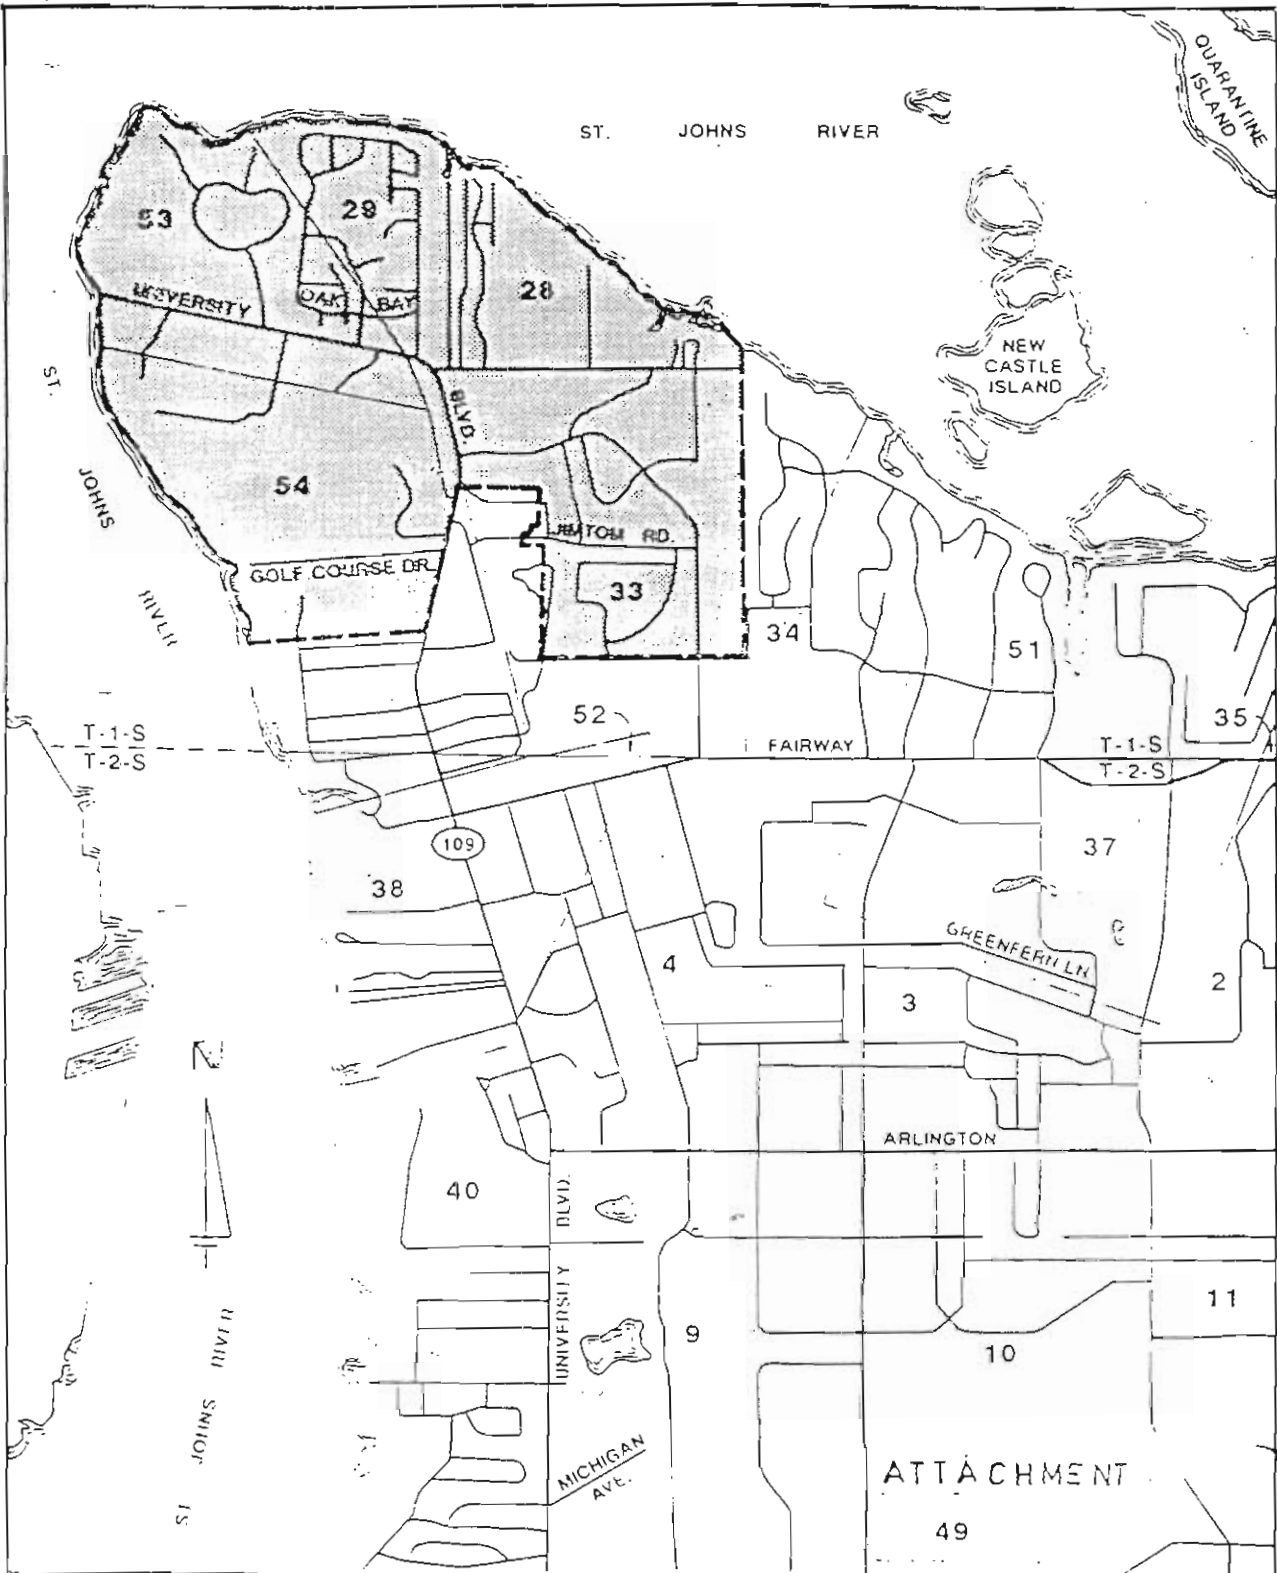 QUARANTINE
ISLAND
ST. JOHNS RIVER
53
29
28
UNIVERSITY
OAK BAY
NEW
CASTLE
ISLAND
ST.
BLVD.
JOHNS
54
JIMTOM RD.
GOLF COURSE DR.
33
RIVER
34
51
52
35
T-1-S
T-2-S
FAIRWAY
T-1-S
T-2-S
109
37
38
GREENFERN LN.
4
3
2
ARLINGTON
40
BLVD.
UNIVERSITY
11
9
10
RIVER
JOHNS
ST
MICHIGAN
AVE.
ATTACHMENT
49